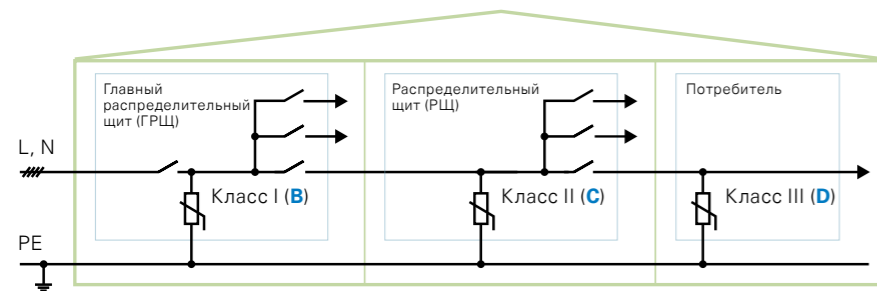 Главный
распределительный
щит (ГРЩ)
Распределительный
щит (РЩ)
Потребитель
L, N
Класс I (B)
Класс II (C)
Класс III (D)
PE